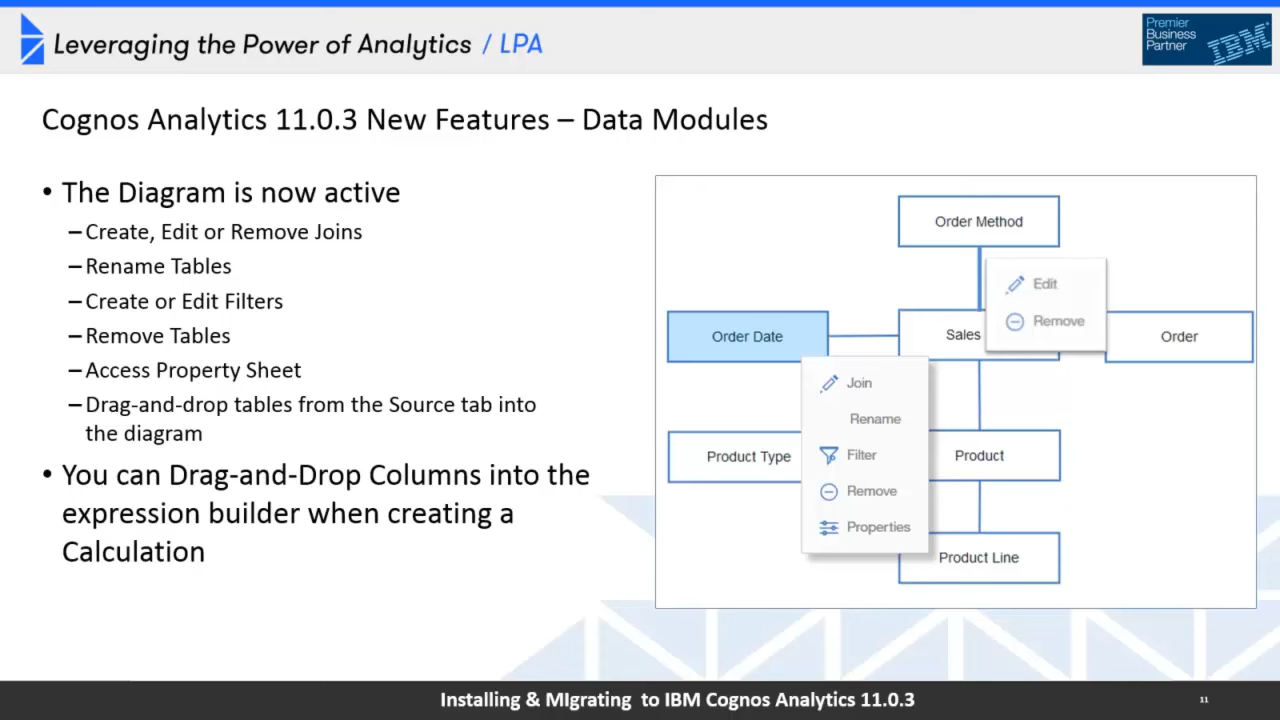 Leveraging the Power of Analytics / LPA
Premier
Business
Partner
IBM
Cognos Analytics 11.0.3 New Features – Data Modules
• The Diagram is now active
– Create, Edit or Remove Joins
– Rename Tables
– Create or Edit Filters
– Remove Tables
– Access Property Sheet
– Drag-and-drop tables from the Source tab into
the diagram
• You can Drag-and-Drop Columns into the
expression builder when creating a
Calculation
Order Method
Edit
Remove
Order Date
Sales
Order
Join
Rename
Filter
Remove
Properties
Product Type
Product
Product Line
Installing & MIgrating to IBM Cognos Analytics 11.0.3
11